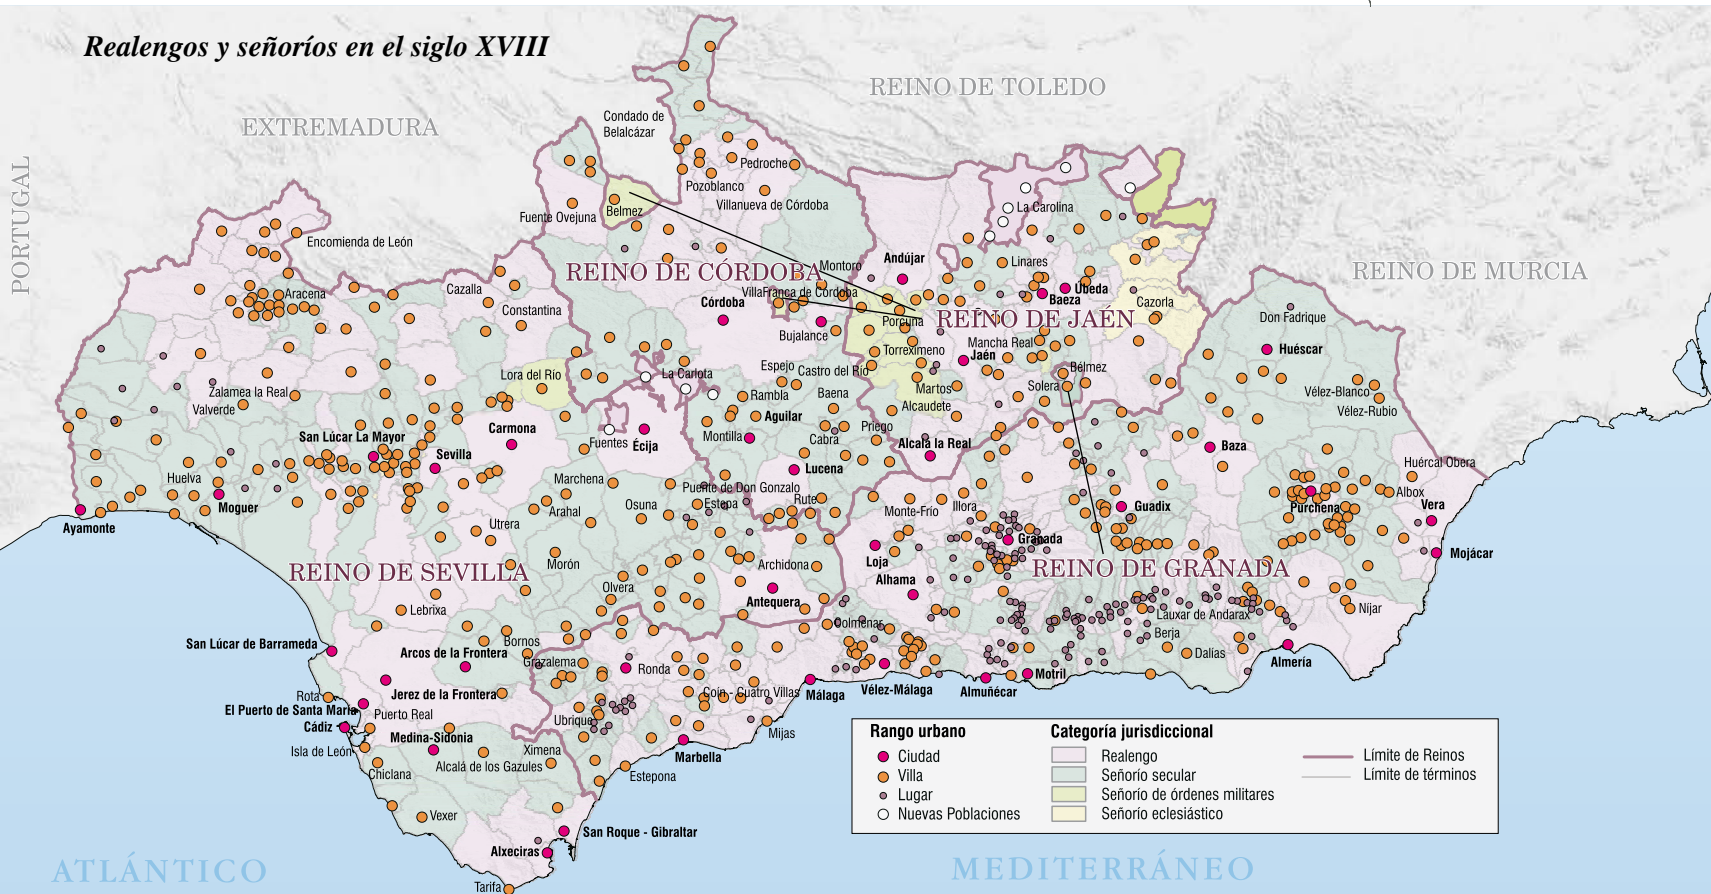 Realengos y señoríos en el siglo XVIII
REINO DE TOLEDO
EXTREMADURA
PORTUGAL
REINO DE MURCIA
Condado de
Belalcázar
Pedroche
Pozoblanco
Villanueva de Córdoba
Belmez
Fuente Ovejuna
Encomienda de León
La Carolina
Andújar
Linares
Montoro
REINO DE CÓRDOBA
VillaFranca de Córdoba
Córdoba
Bujalance
Úbeda
Baeza
Cazorla
REINO DE JAÉN
Porcuna
Mancha Real
Torreximeno
Jaén
Bélmez
Solera
Martos
Alcaudete
Castro del Río
Espejo
Don Fadrique
Huéscar
Vélez-Blanco
Vélez-Rubio
Aracena
Cazalla
Constantina
Lora del Río
La Carlota
Rambla
Baena
Aguilar
Priego
Montilla
Cabra
Alcalá la Real
Zalamea la Real
Valverde
San Lúcar La Mayor
Carmona
Fuentes
Écija
Sevilla
Lucena
Baza
Huércal Obera
Huelva
Moguer
Marchena
Puente de Don Gonzalo
Osuna
Estepa
Rute
Monte-Frío
Illora
Guadix
Purchena
Albox
Vera
Ayamonte
Utrera
Arahal
Granada
Mojácar
Loja
Morón
Archidona
REINO DE SEVILLA
REINO DE GRANADA
Alhama
Olvera
Antequera
Lebrixa
Colmenar
Lauxar de Andarax
Níjar
Berja
San Lúcar de Barrameda
Bornos
Arcos de la Frontera
Grazalema
Ronda
Dalías
Almería
Rota
Jerez de la Frontera
Coín - Cuatro Villas
Málaga
Vélez-Málaga
Almuñécar
Motril
El Puerto de Santa María
Puerto Real
Cádiz
Ubrique
Mijas
Medina-Sidonia
Isla de León
Ximena
Marbella
Alcalá de los Gazules
Chiclana
Estepona
Vexer
San Roque - Gibraltar
Alxeciras
Tarifa
ATLÁNTICO
MEDITERRÁNEO
Rango urbano
Ciudad
Villa
Lugar
Nuevas Poblaciones
Categoría jurisdiccional
Realengo
Señorío secular
Señorío de órdenes militares
Señorío eclesiástico
Límite de Reinos
Límite de términos